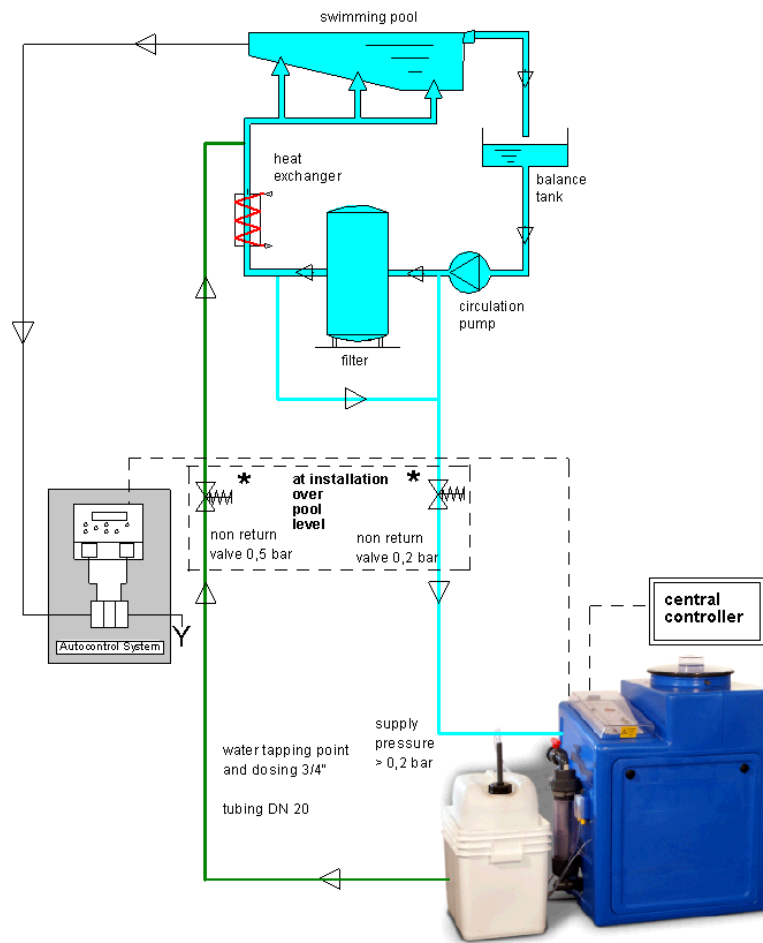 swimming pool
heat
exchanger
balance
tank
circulation
pump
filter
*
at installation
*
over
pool
level
non return
valve 0,5 bar
non return
valve 0,2 bar
central
controller
Autocontrol System
supply
pressure
> 0,2 bar
water tapping point
and dosing 3/4"
tubing DN 20